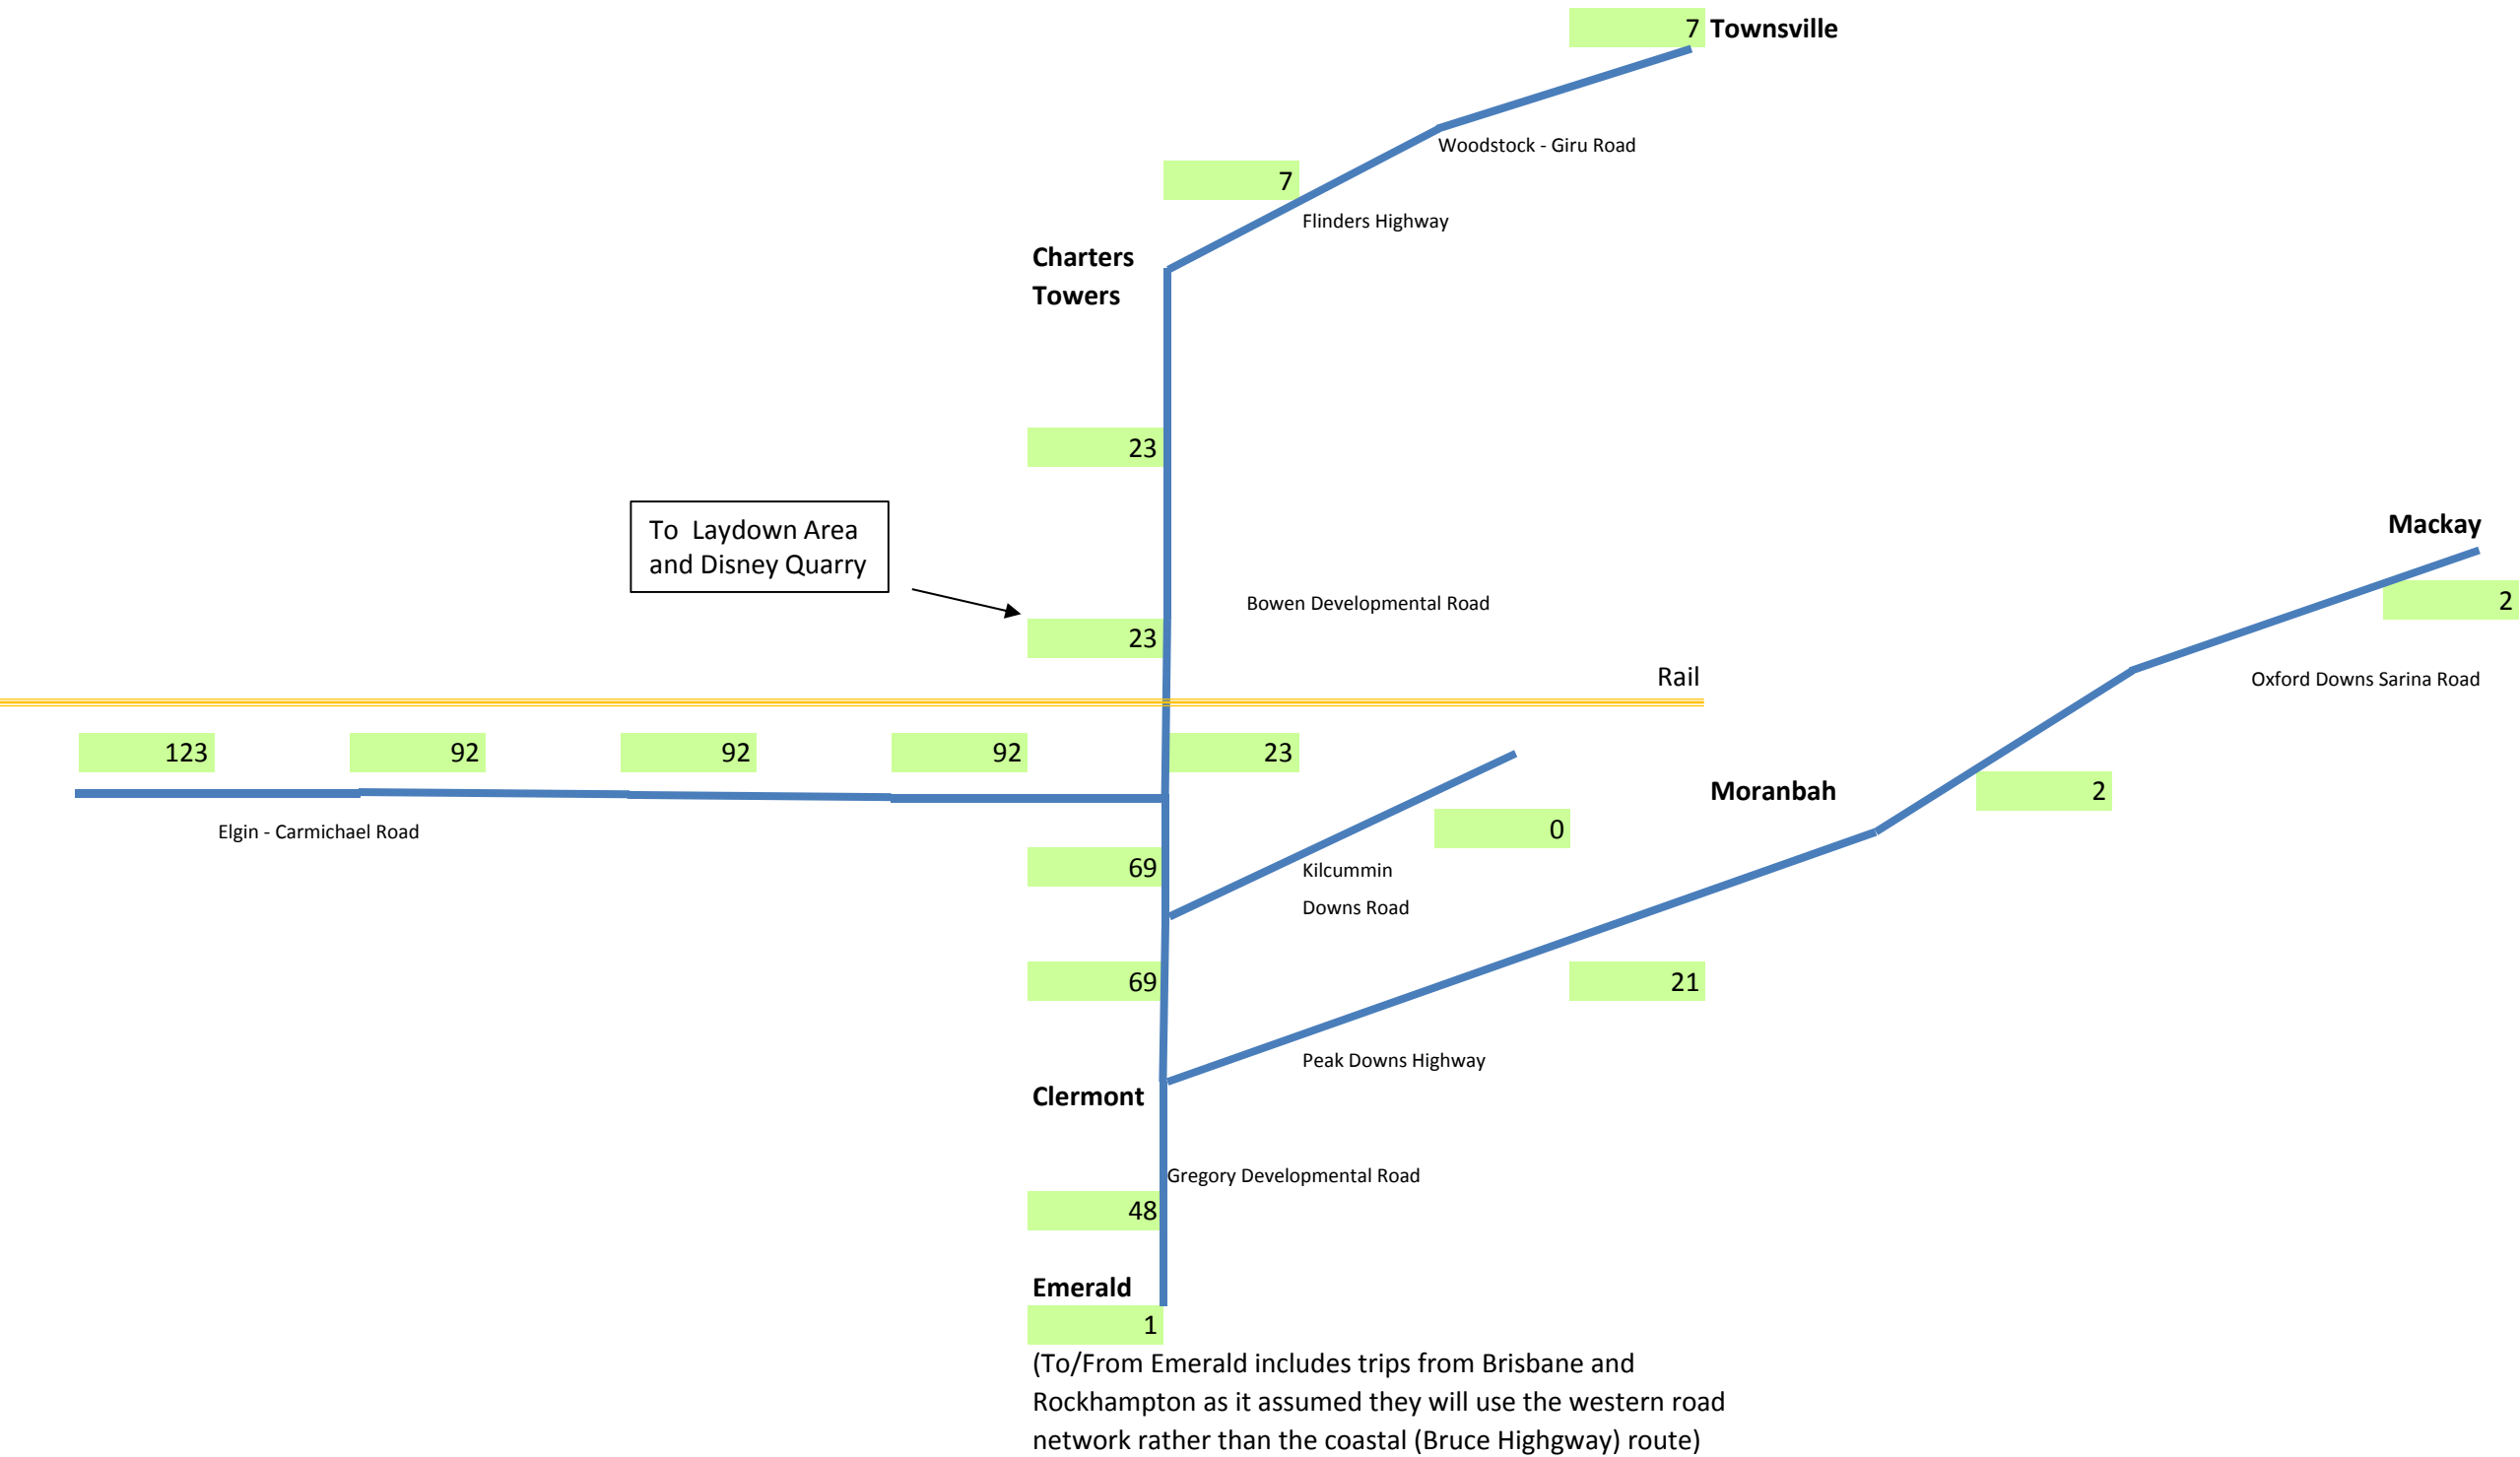 7 Townsville
Woodstock - Giru Road
7
Flinders Highway
Charters
Towers
23
To Laydown Area
and Disney Quarry
Mackay
Bowen Developmental Road
2
23
Rail
Oxford Downs Sarina Road
123
92
92
92
23
Moranbah
2
Elgin - Carmichael Road
0
69
Kilcummin
Downs Road
69
21
Peak Downs Highway
Clermont
Gregory Developmental Road
48
Emerald
1
(To/From Emerald includes trips from Brisbane and
Rockhampton as it assumed they will use the western road
network rather than the coastal (Bruce Highgway) route)